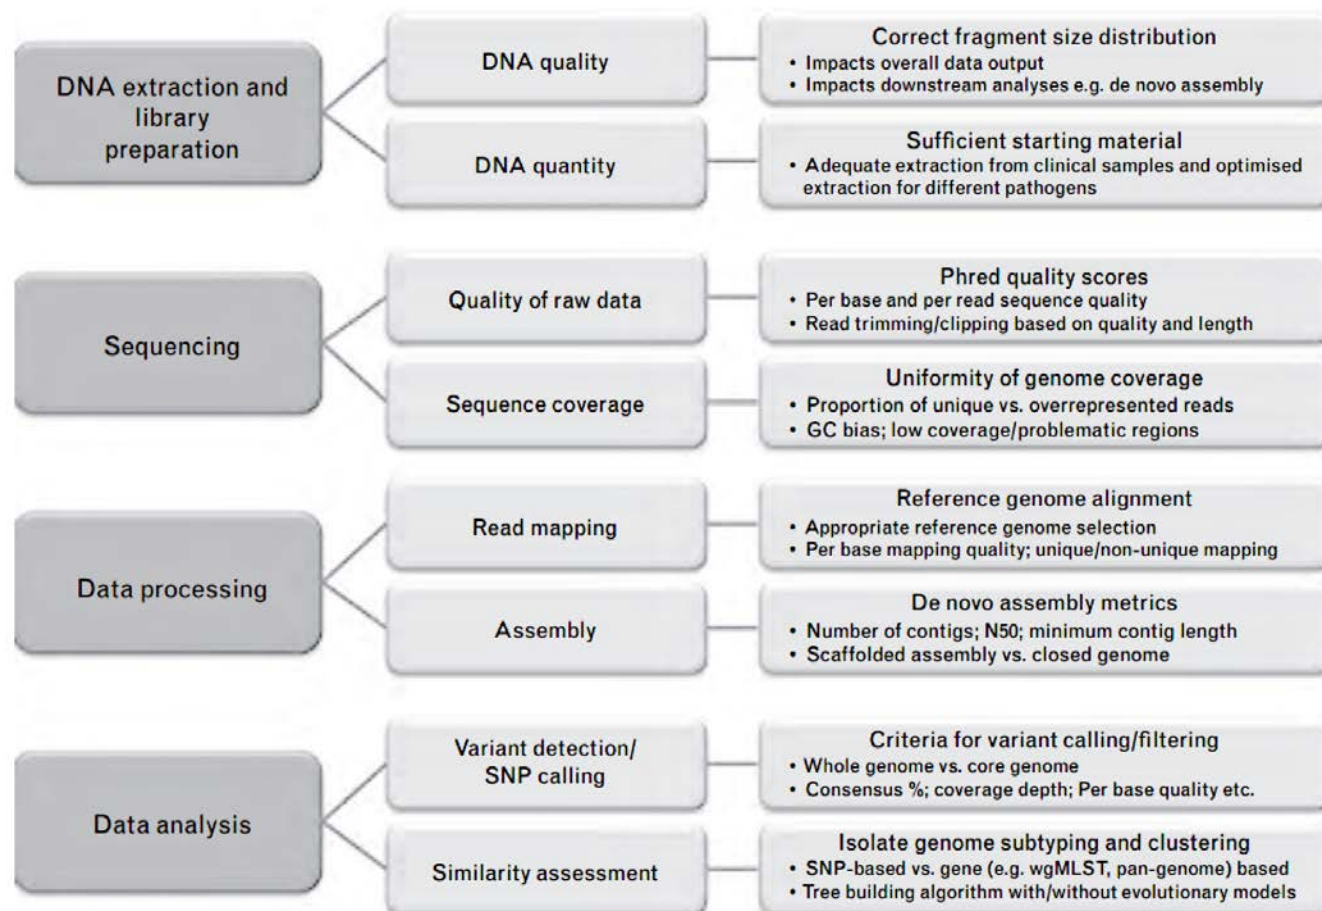 DNA extraction and
library
preparation
DNA quality
Correct fragment size distribution
• Impacts overall data output
• Impacts downstream analyses e.g. de novo assembly
DNA quantity
Sufficient starting material
• Adequate extraction from clinical samples and optimised
extraction for different pathogens
Sequencing
Quality of raw data
Phred quality scores
• Per base and per read sequence quality
• Read trimming/clipping based on quality and length
Sequence coverage
Uniformity of genome coverage
• Proportion of unique vs. overrepresented reads
• GC bias; low coverage/problematic regions
Data processing
Read mapping
Reference genome alignment
• Appropriate reference genome selection
• Per base mapping quality; unique/non-unique mapping
Assembly
De novo assembly metrics
• Number of contigs; N50; minimum contig length
• Scaffolded assembly vs. closed genome
Data analysis
Variant detection/
SNP calling
Criteria for variant calling/filtering
• Whole genome vs. core genome
• Consensus %; coverage depth; Per base quality etc.
Similarity assessment
Isolate genome subtyping and clustering
• SNP-based vs. gene (e.g. wgMLST, pan-genome) based
• Tree building algorithm with/without evolutionary models